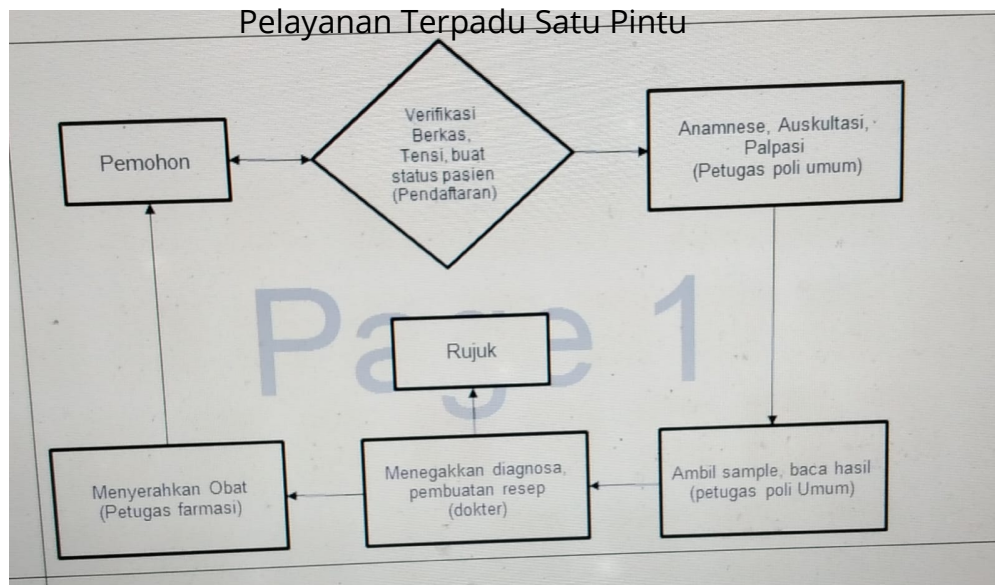 Pelayanan Terpadu Satu Pintu
Verifikasi
Berkas,
Tensi, buat
status pasien
(Pendaftaran)
Pemohon
Anamnese, Auskultasi,
Palpasi
(Petugas poli umum)
Page 1
Rujuk
Menyerahkan Obat
(Petugas farmasi)
Menegakkan diagnosa,
pembuatan resep
(dokter)
Ambil sample, baca hasil
(petugas poli Umum)